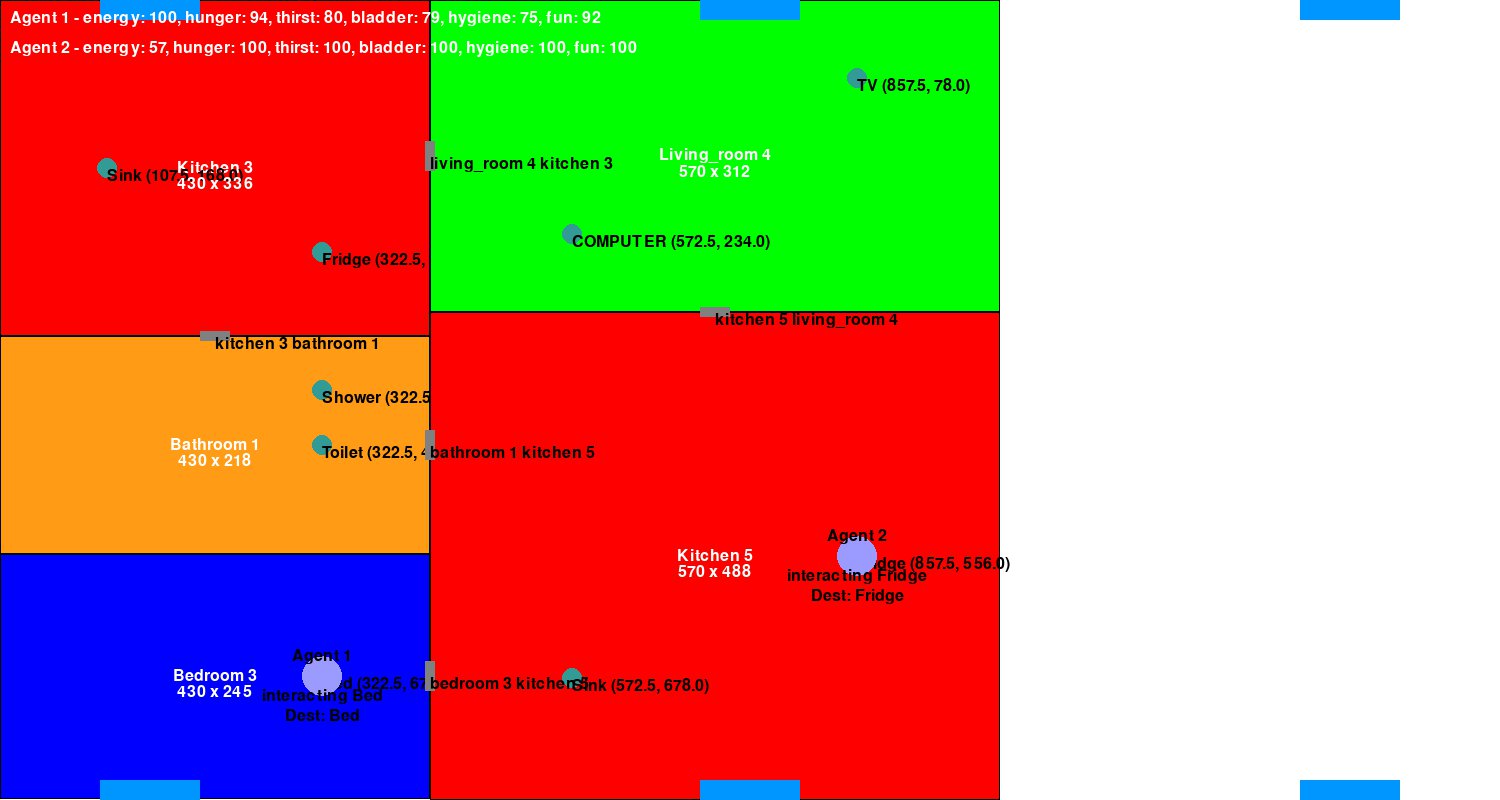 Agent 1 - energy: 100, hunger: 94, thirst: 80, bladder: 79, hygiene: 75, fun: 92
Agent 2 - energy: 57, hunger: 100, thirst: 100, bladder: 100, hygiene: 100, fun: 100
TV (857.5, 78.0)
living_room 4 kitchen 3
Living_room 4
570 x 312
Kitchen 3
430 x 336
Sink (107.5, 168.0)
COMPUTER (572.5, 234.0)
Fridge (322.5,
kitchen 5 living_room 4
kitchen 3 bathroom 1
Shower (322.5
Bathroom 1
430 x 218
Toilet (322.5, 4
bathroom 1 kitchen 5
Agent 2
Kitchen 5
570 x 488
idge (857.5, 556.0)
interacting Fridge
Dest: Fridge
Agent 1
Bedroom 3
430 x 245
ed (322.5, 67
bedroom 3 kitchen 5
Sink (572.5, 678.0)
interacting Bed
Dest: Bed